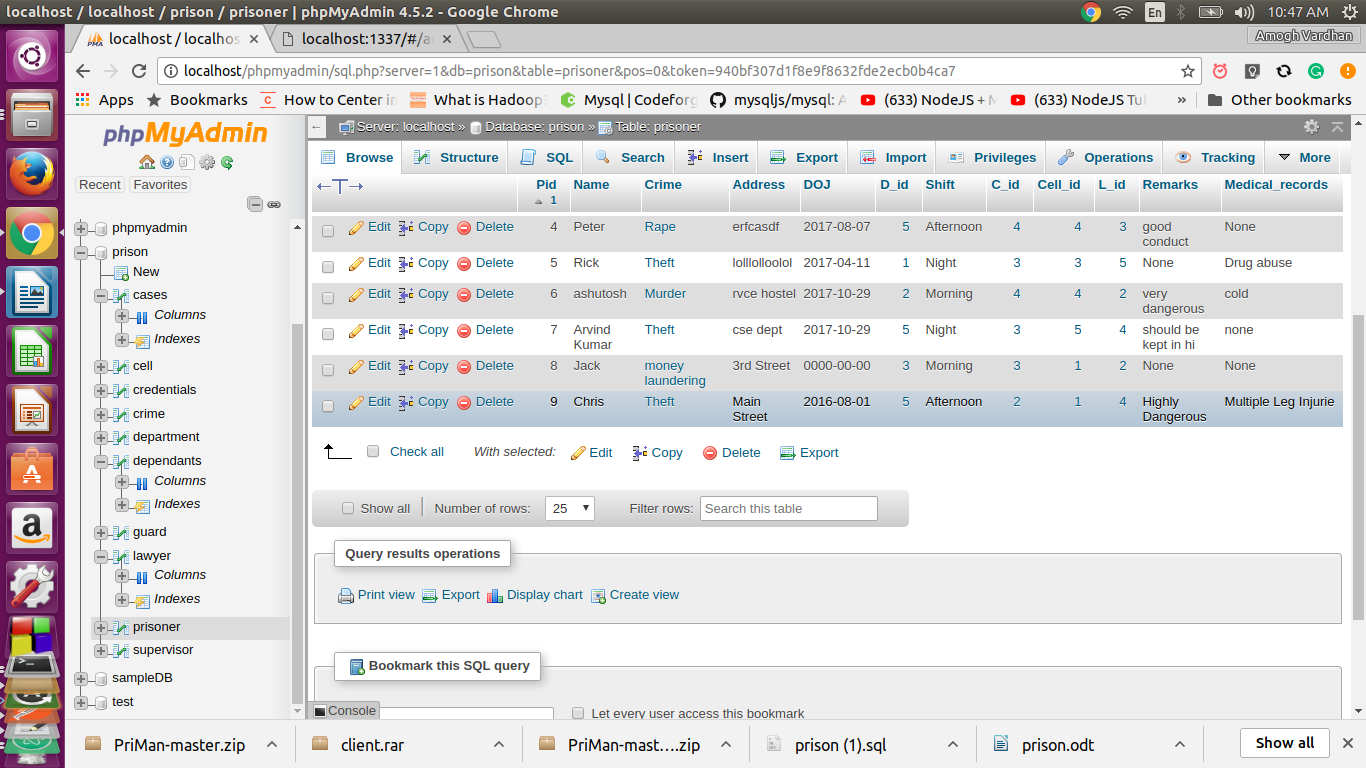 localhost / localhost / prison / prisoner | phpMyAdmin 4.5.2 - Google Chrome
En
10:47 AM
PMA
localhost / localhos
localhost:1337/#/a
Amogh Vardhan
localhost/phpmyadmin/sql.php?server=1&db=prison&table=prisoner&pos=0&token=940bf307d1f8e9f8632fde2ecb0b4ca7
Apps
Bookmarks
How to Center in
What is Hadoop
Mysql | Codeforg
mysqljs/mysql: A
(633) NodeJS + M
(633) NodeJS Tut
»
Other bookmarks
phpMyAdmin
Recent
Favorites
phpmyadmin
prison
New
cases
Columns
Indexes
cell
credentials
crime
department
dependants
Columns
Indexes
guard
lawyer
Columns
Indexes
prisoner
supervisor
sampleDB
test
Server: localhost » Database: prison » Table: prisoner
Browse Structure SQL Search Insert Export Import Privileges Operations Tracking More
Pid 1 Name Crime Address DOJ D_id Shift C_id Cell_id L_id Remarks Medical_records
Edit Copy Delete 4 Peter Rape erfcasdf 2017-08-07 5 Afternoon 4 4 3 good conduct None
Edit Copy Delete 5 Rick Theft lolllolloolol 2017-04-11 1 Night 3 3 5 None Drug abuse
Edit Copy Delete 6 ashutosh Murder rvce hostel 2017-10-29 2 Morning 4 4 2 very dangerous cold
Edit Copy Delete 7 Arvind Kumar Theft cse dept 2017-10-29 5 Night 3 5 4 should be kept in hi none
Edit Copy Delete 8 Jack money laundering 3rd Street 0000-00-00 3 Morning 3 1 2 None None
Edit Copy Delete 9 Chris Theft Main Street 2016-08-01 5 Afternoon 2 1 4 Highly Dangerous Multiple Leg Injurie
Check all With selected: Edit Copy Delete Export
Show all Number of rows: 25 Filter rows: Search this table
Query results operations
Print view Export Display chart Create view
Bookmark this SQL query
Console
Let every user access this bookmark
PriMan-master.zip
client.rar
PriMan-mast....zip
prison (1).sql
prison.odt
Show all